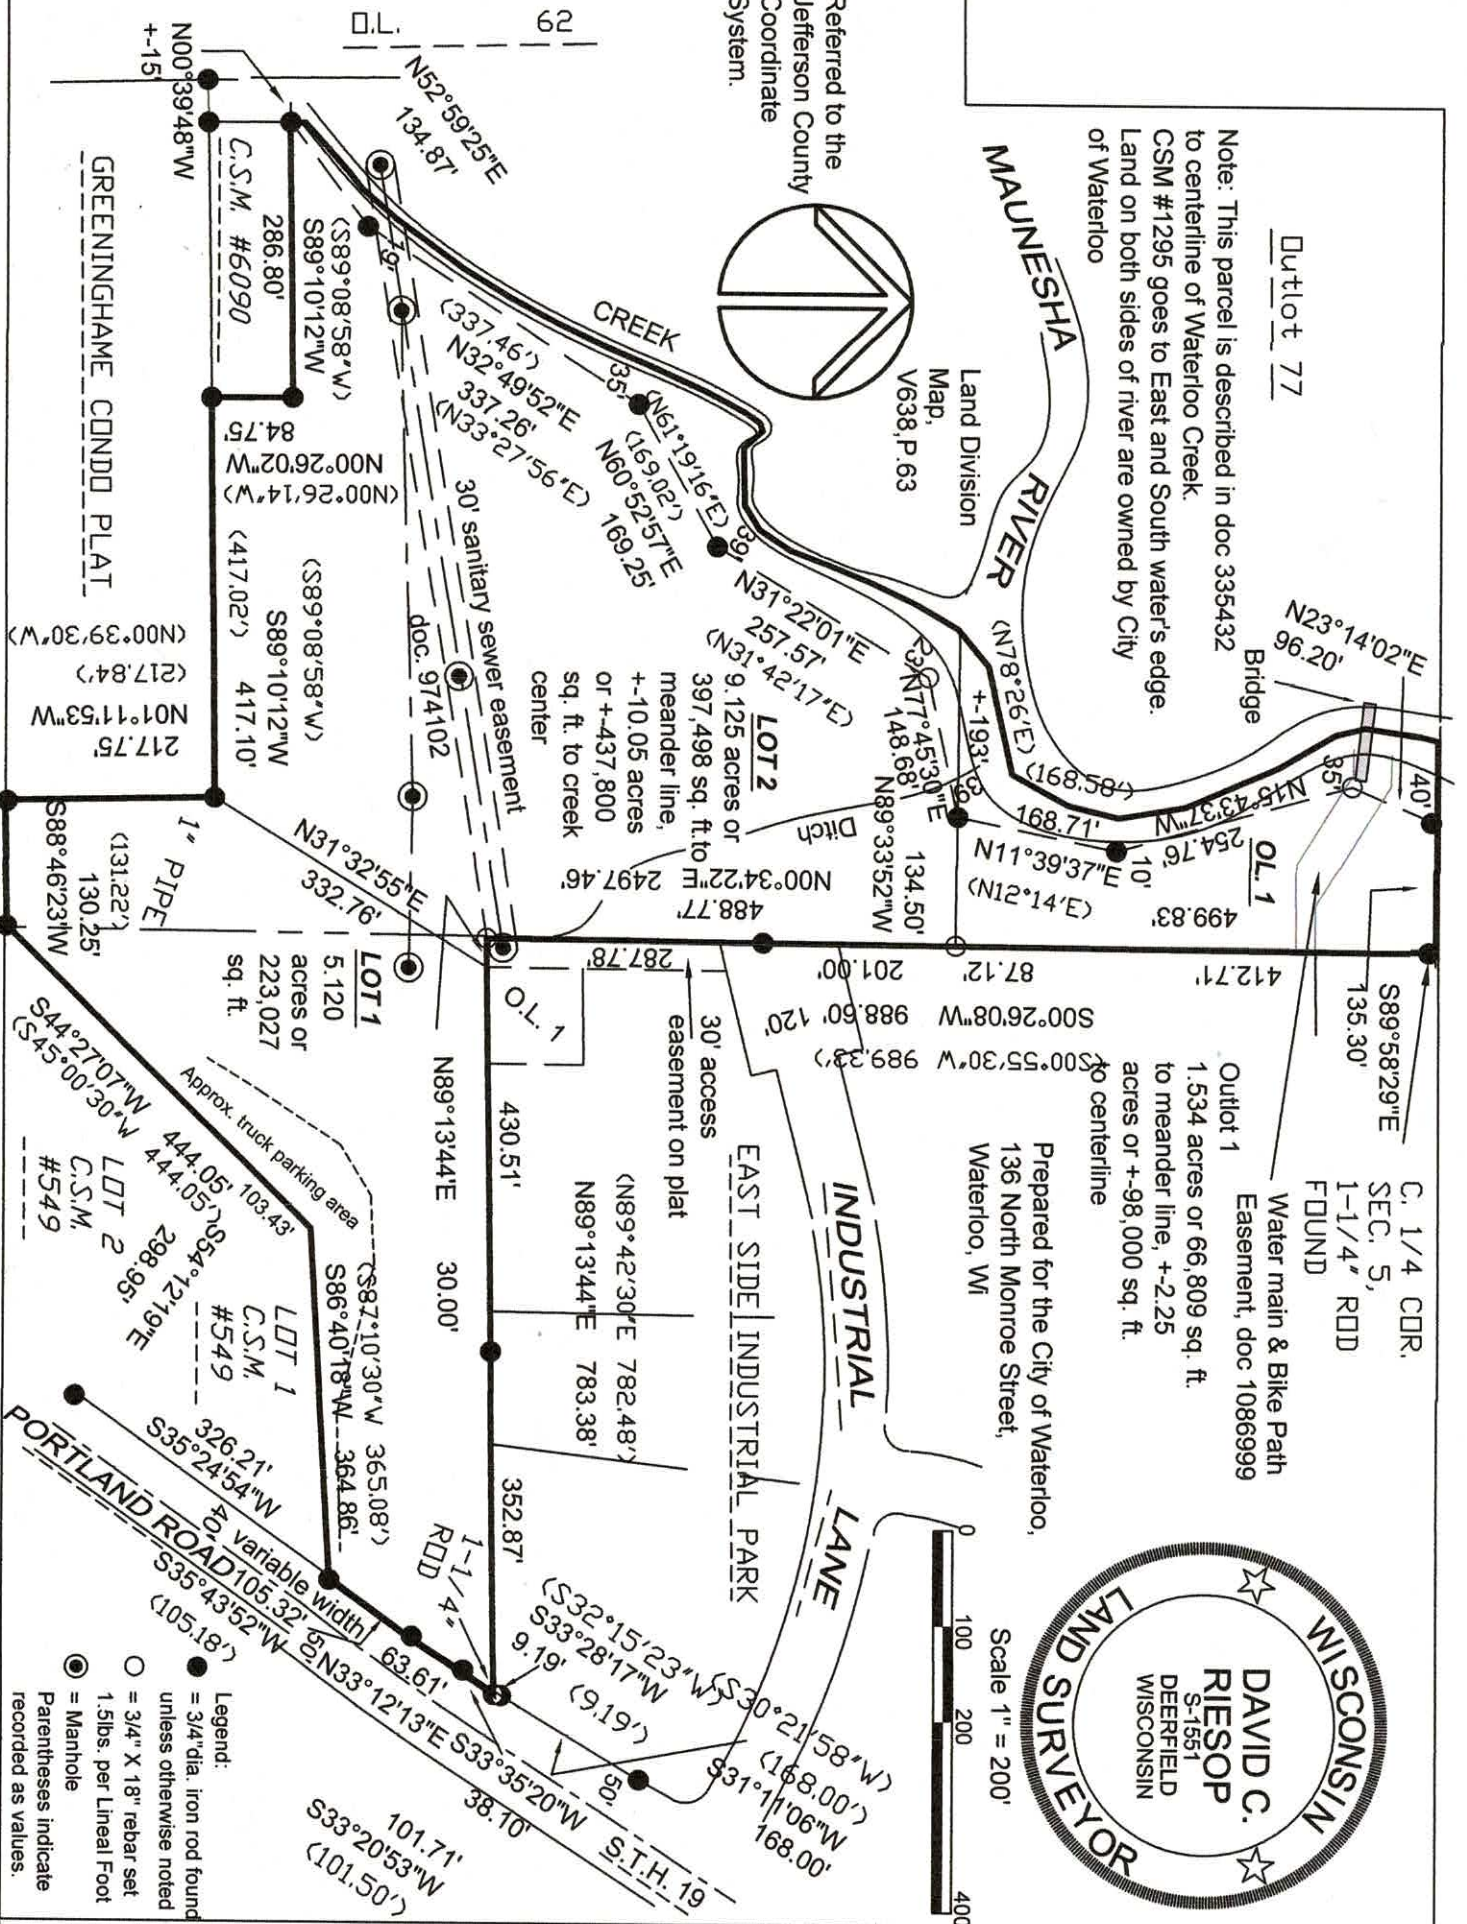 O.L. 62
Referred to the
Jefferson County
Coordinate
System.
Outlot 77
Note: This parcel is described in doc 335432
to centerline of Waterloo Creek.
CSM #1295 goes to East and South water's edge.
Land on both sides of river are owned by City
of Waterloo
MAUNESHA
RIVER
Land Division
Map,
V638,P.63
CREEK
N23°14'02"E
96.20'
Bridge
40'
35'
S89°58'29"E
135.30'
C. 1/4 COR.
SEC. 5,
1-1/4" ROD
FOUND
Water main & Bike Path
Easement, doc 1086999
Outlot 1
1.534 acres or 66,809 sq. ft.
to meander line, +-2.25
acres or +-98,000 sq. ft.
to centerline
Prepared for the City of Waterloo,
136 North Monroe Street,
Waterloo, Wi
WISCONSIN
DAVID C.
RIESOP
S-1551
DEERFIELD
WISCONSIN
LAND SURVEYOR
Scale 1" = 200'
0 100 200 400
OL. 1
N15°43'37"W
254.76'
10'
499.83'
412.71'
(168.58')
168.71'
N11°39'37"E
(N12°14'E)
(N78°26'E)
+-193'
N77°45'30"E
148.68'
39'
23'
N89°33'52"W
134.50'
87.12'
201.00'
S00°26'08"W 988.60' 120'
(S00°55'30"W 989.33')
Ditch
N00°34'22"E 2497.46'
488.77'
287.78'
30' access
easement on plat
N31°22'01"E
257.57'
(N31°42'17"E)
39'
(N61°19'16"E)
(169.02')
N60°52'57"E
169.25'
35'
(337.46')
N32°49'52"E
337.26'
(N33°27'56"E)
19'
N52°59'25"E
134.87'
N00°39'48"W
+-15'
LOT 2
9.125 acres or
397,498 sq. ft.to
meander line,
+-10.05 acres
or +-437,800
sq. ft. to creek
center
30' sanitary sewer easement
doc. 974102
(S89°08'58"W)
S89°10'12"W
286.80'
C.S.M. #6090
84.75'
N00°26'02"W
(N00°26'14"W)
GREENINGHAME CONDO PLAT
(S89°08'58"W)
S89°10'12"W
(417.02') 417.10'
(N00°39'30"W)
(217.84')
N01°11'53"W
217.75'
1" PIPE
N31°32'55"E
332.76'
(131.22')
130.25'
S88°46'23"W
LOT 1
5.120
acres or
223,027
sq. ft.
O.L. 1
N89°13'44"E 30.00'
430.51'
352.87'
(N89°42'30"E 782.48')
N89°13'44"E 783.38'
EAST SIDE INDUSTRIAL PARK
INDUSTRIAL
LANE
S44°27'07"W 444.05'
(S45°00'30"W 444.05')
Approx. truck parking area
103.43'
S54°12'19"E
298.95'
LOT 2
C.S.M.
#549
LOT 1
C.S.M.
#549
(S87°10'30"W 365.08')
S86°40'18"W 364.86'
326.21'
S35°24'54"W
PORTLAND ROAD
40'
variable width
105.32'
S35°43'52"W
(105.18')
50'
63.61'
N33°12'13"E
1-1/4"
ROD
(S32°15'23"W)
S33°28'17"W
9.19' (9.19')
(S30°21'58"W)
(168.00')
S31°11'06"W
168.00'
50'
S33°35'20"W
38.10'
S.T.H. 19
101.71'
S33°20'53"W
(101.50')
Legend:
= 3/4"dia. iron rod found
unless otherwise noted
= 3/4" X 18" rebar set
1.5lbs. per Lineal Foot
= Manhole
Parentheses indicate
recorded as values.